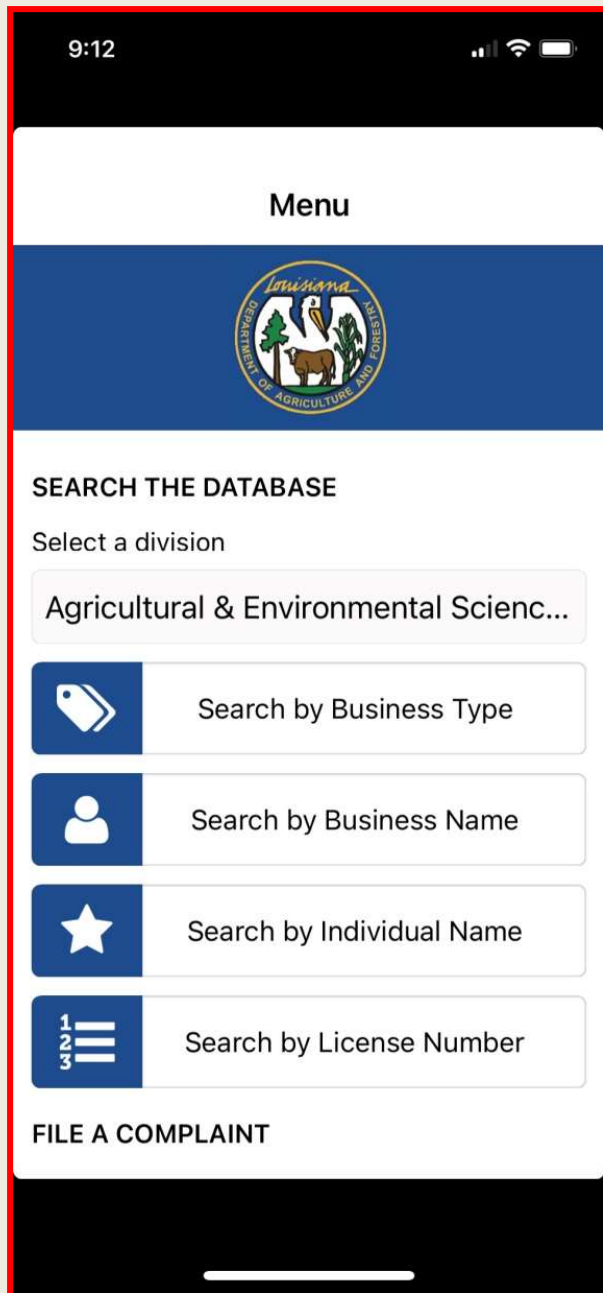 9:12
Menu
Louisiana
DEPARTMENT OF AGRICULTURE AND FORESTRY
SEARCH THE DATABASE
Select a division
Agricultural & Environmental Scienc...
Search by Business Type
Search by Business Name
Search by Individual Name
1
2
3
Search by License Number
FILE A COMPLAINT